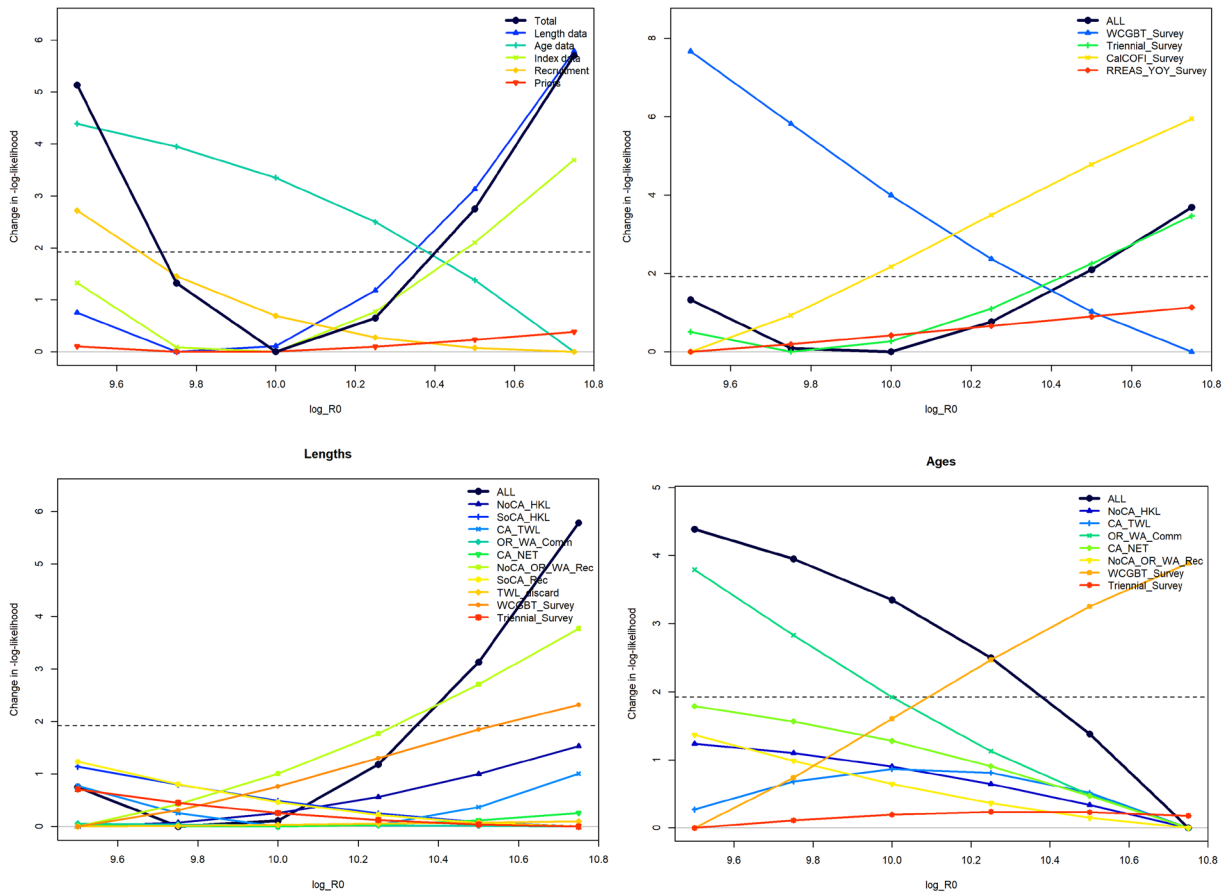 Total
Length data
Age data
Index data
Recruitment
Priors
Change in -log-likelihood
6
5
4
3
2
1
0
9.6 9.8 10.0 10.2 10.4 10.6 10.8
log_R0
ALL
WCGBT_Survey
Triennial_Survey
CalCOFI_Survey
RREAS_YOY_Survey
Change in -log-likelihood
8
6
4
2
0
9.6 9.8 10.0 10.2 10.4 10.6 10.8
log_R0
Lengths
ALL
NoCA_HKL
SoCA_HKL
CA_TWL
OR_WA_Comm
CA_NET
NoCA_OR_WA_Rec
SoCA_Rec
TWL_discard
WCGBT_Survey
Triennial_Survey
Change in -log-likelihood
6
5
4
3
2
1
0
9.6 9.8 10.0 10.2 10.4 10.6 10.8
log_R0
Ages
ALL
NoCA_HKL
CA_TWL
OR_WA_Comm
CA_NET
NoCA_OR_WA_Rec
WCGBT_Survey
Triennial_Survey
Change in -log-likelihood
5
4
3
2
1
0
9.6 9.8 10.0 10.2 10.4 10.6 10.8
log_R0